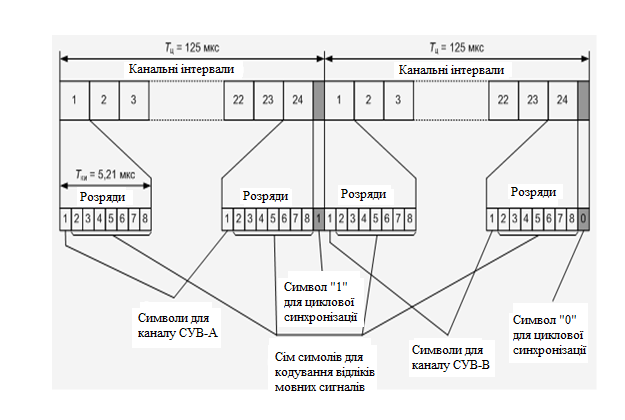 Tц = 125 мкс
Tц = 125 мкс
Канальні інтервали
Канальні інтервали
1 2 3 22 23 24 1 2 3 22 23 24
Tки = 5,21 мкс
Розряди
Розряди
Розряди
Розряди
1 2 3 4 5 6 7 8
1 2 3 4 5 6 7 8 1
1 2 3 4 5 6 7 8
1 2 3 4 5 6 7 8 0
Символи для
каналу СУВ-А
Символ "1"
для циклової
синхронізації
Сім симолів для
кодування відліків
мовних сигналів
Символи для
каналу СУВ-В
Символ "0"
для циклової
синхронізації